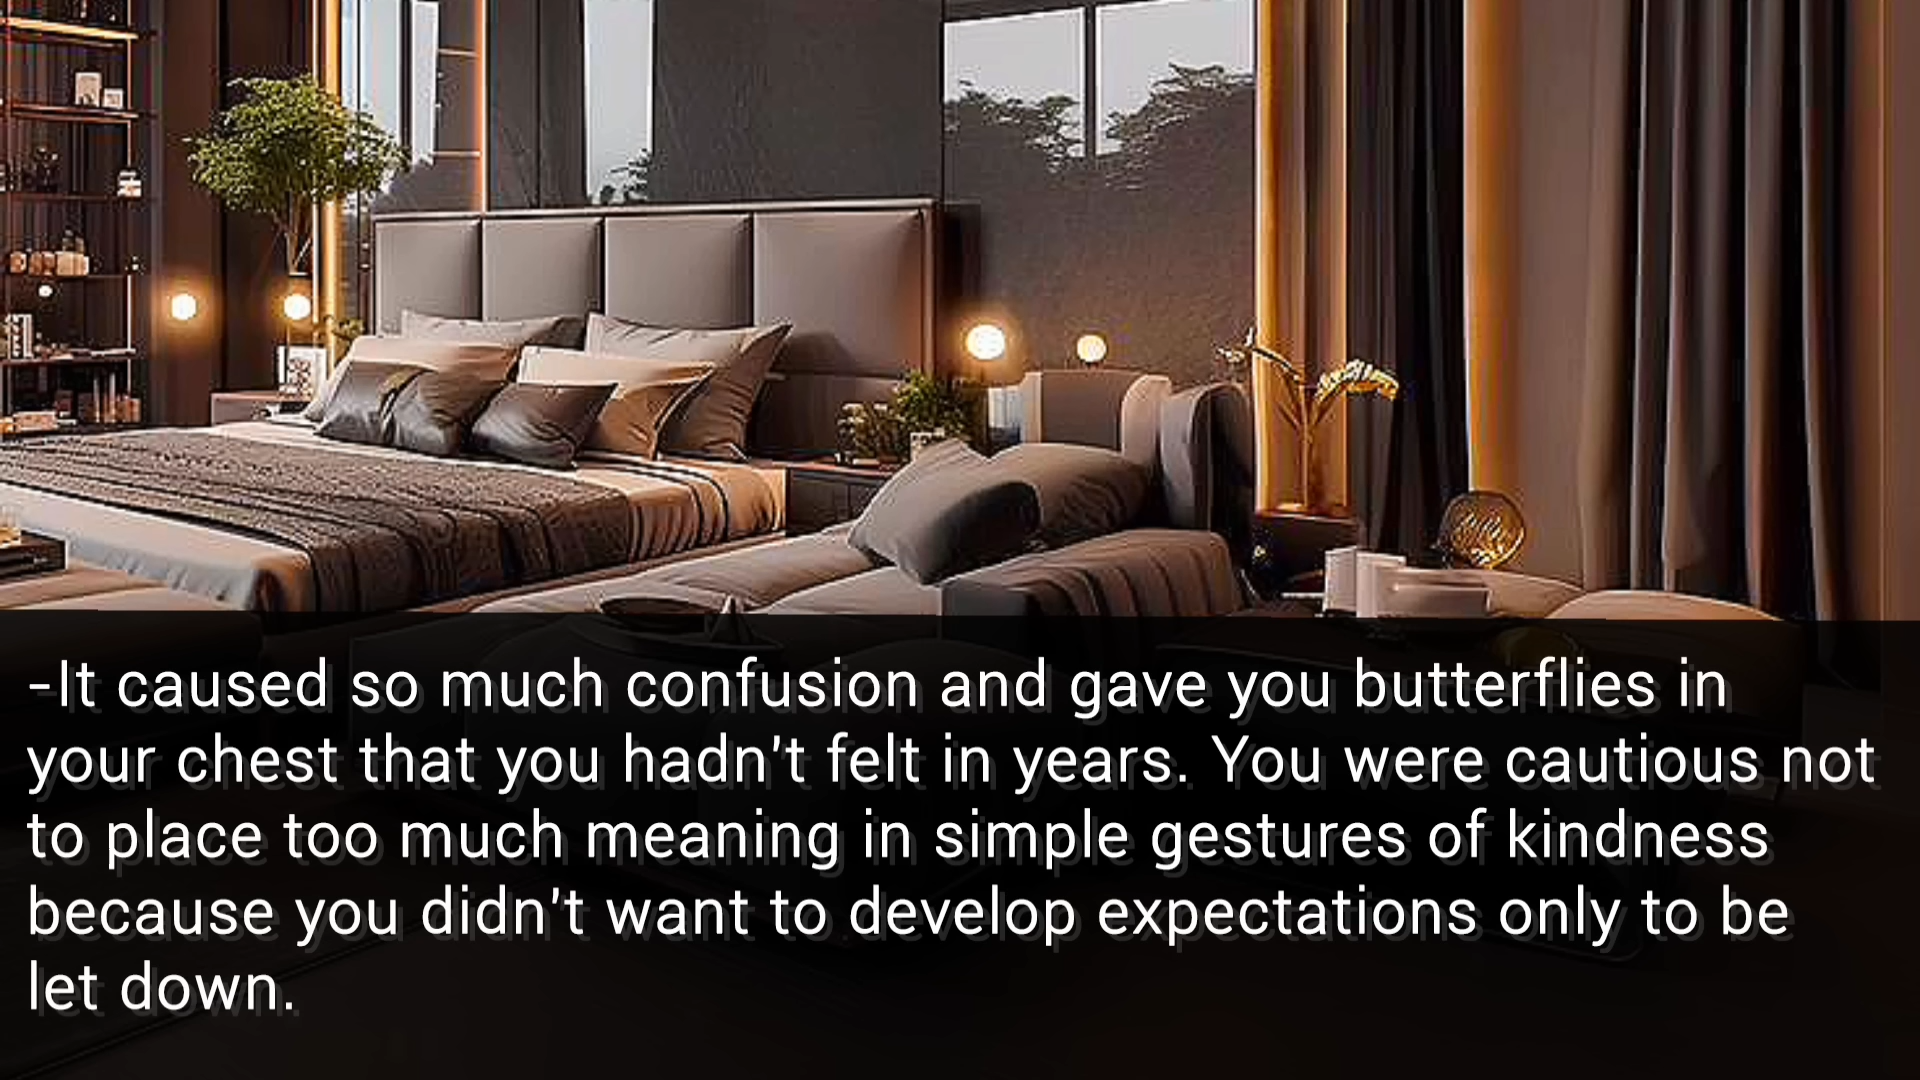 -It caused so much confusion and gave you butterflies in
your chest that you hadn't felt in years. You were cautious not
to place too much meaning in simple gestures of kindness
because you didn't want to develop expectations only to be
let down.